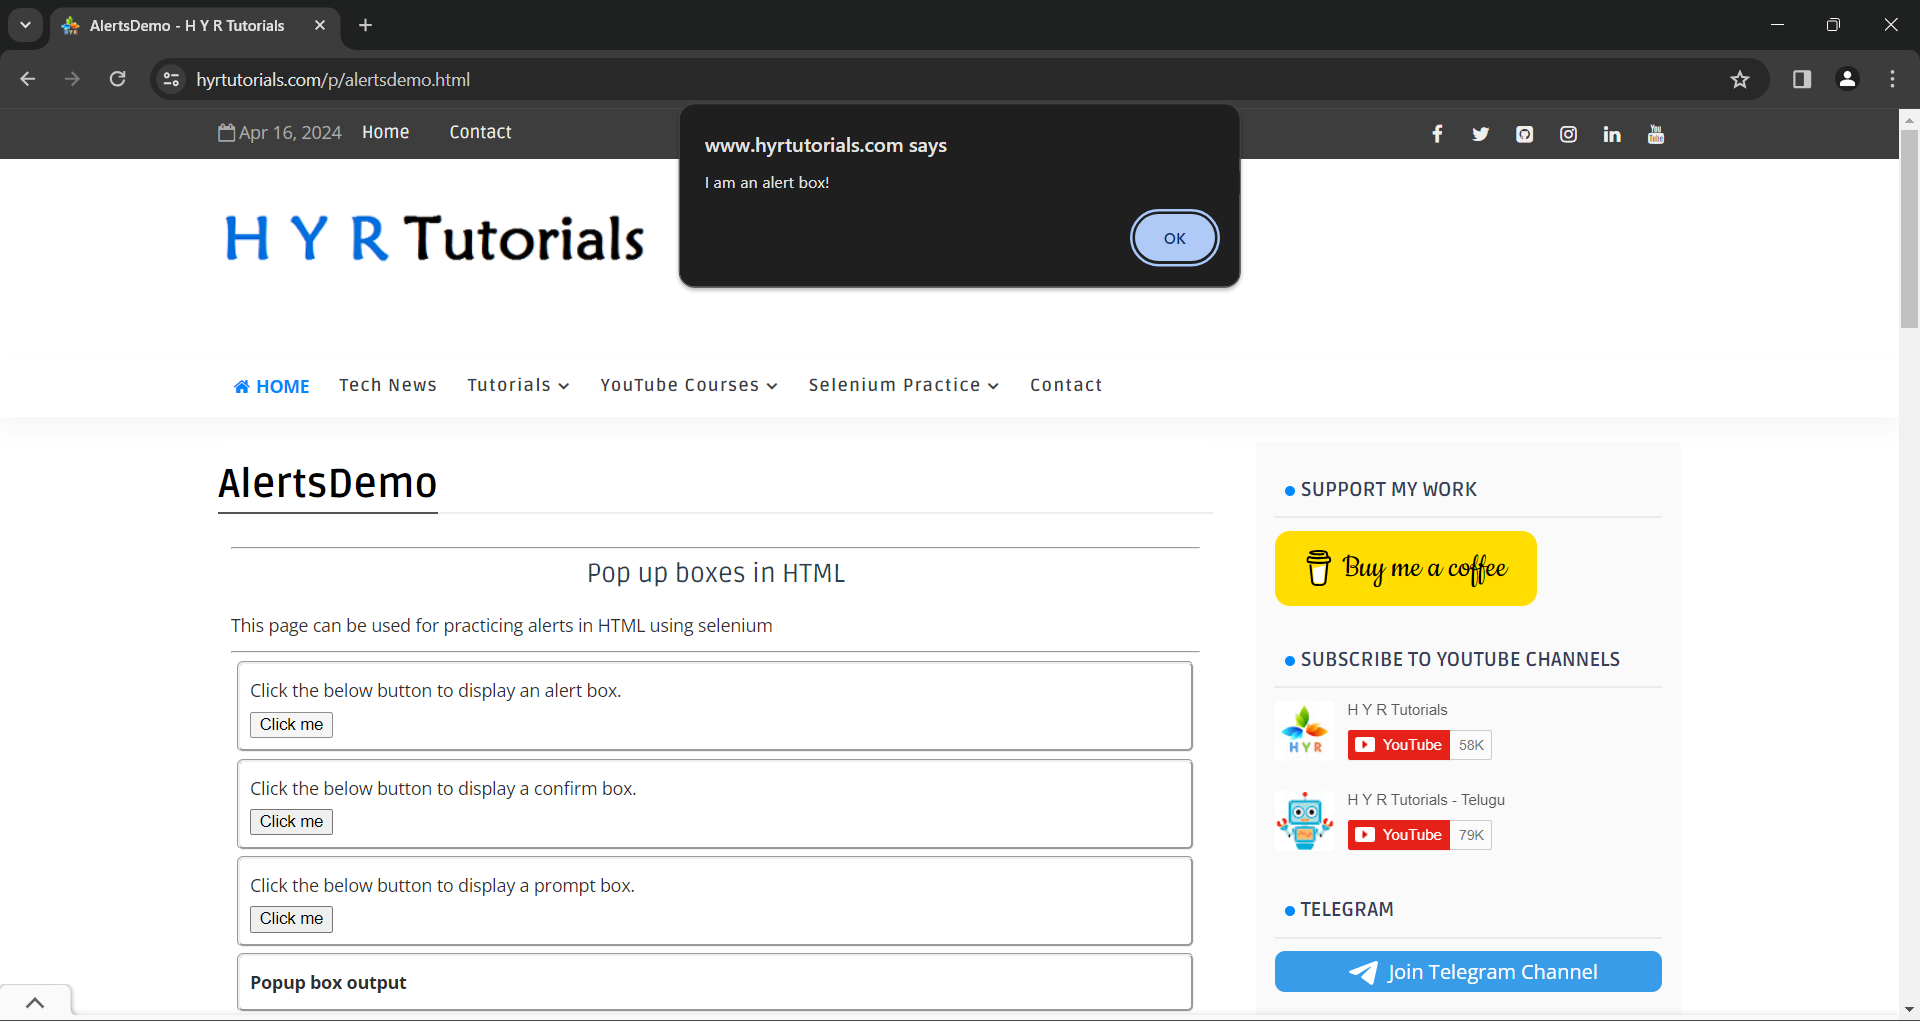 AlertsDemo - H Y R Tutorials
hyrtutorials.com/p/alertsdemo.html
Apr 16, 2024 Home Contact
www.hyrtutorials.com says
I am an alert box!
OK
H Y R Tutorials
HOME Tech News Tutorials YouTube Courses Selenium Practice Contact
AlertsDemo
Pop up boxes in HTML
This page can be used for practicing alerts in HTML using selenium
Click the below button to display an alert box.
Click me
Click the below button to display a confirm box.
Click me
Click the below button to display a prompt box.
Click me
Popup box output
SUPPORT MY WORK
Buy me a coffee
SUBSCRIBE TO YOUTUBE CHANNELS
H Y R Tutorials
HYR
YouTube 58K
H Y R Tutorials - Telugu
YouTube 79K
TELEGRAM
Join Telegram Channel